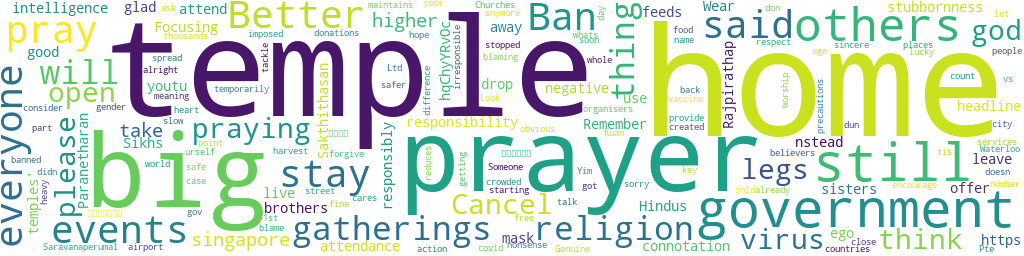 intelligence glad ask attend
Better
Ban
higher
feeds
Wear
stubbornness
let
pray
Focusing
thousands
imposed
donations
maintains
hope
poor
Churches
anymore
whats
away
soon
day
food
name
don
said
others
respect
sincere
places
lucky
god
people
good
spread
alright
meaning
youtu
will
open
temple
home
thing
tackle
stopped
blaming
whole
safer
Ltd
temporarily
hqChyYRyOc
irresponsible
difference
Look
drop
negative
organisers
use
back
provide
created
Rajpirathap
age
worship
vaccine
precautions
count
vs
headline
city
everyone
consider
gender
heart
slow
part
please
Paraneetharan
take
Sikhs
praying
Sakthithasan
responsibility
Remember
obvious
Kuan
nstead
dun
Waterloo
services
tis
banned
didn
heavy
temples
world
big
point
urself
safe
case
harvest
forgive
stay
street
responsibly
reduces
prayer
getting
Someone
crowded
starting
Yim
got
sorry
key
legs
believers
still
leave
doesn
live
brothers
cares
fine
free
Cancel
talk
Hindus
shld
already
sisters
offer
encourage
number
government
events
gov
1st
blame
gatherings
mask
religion
virus
ego
think
https
Saravanaperumal
airport
singapore
attendance
action
covid
nonsense
Genuine
connotation
close
countries
Pte